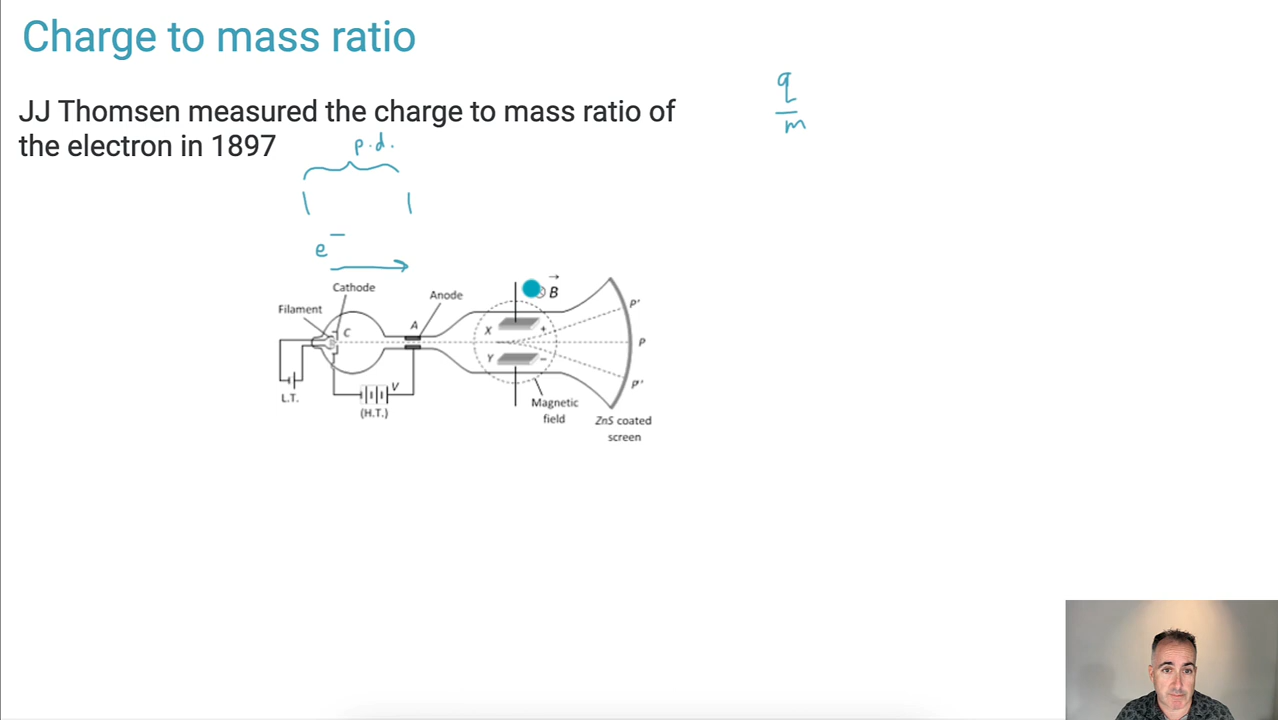 Charge to mass ratio
q
m
JJ Thomsen measured the charge to mass ratio of
the electron in 1897
p.d.
e⁻
Cathode
Filament
Anode
B
C
A
X
+
Y
−
P'
P
P''
L.T.
V
(H.T.)
Magnetic
field
ZnS coated
screen